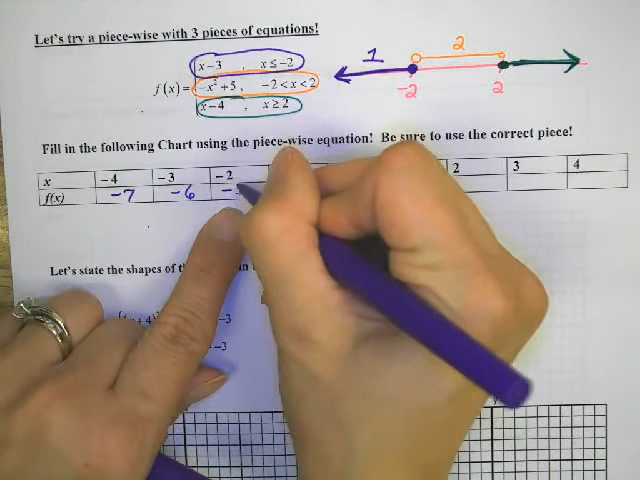 Let's try a piece-wise with 3 pieces of equations!
1 2
x - 3 , x ≤ -2
f(x) = -x² + 5 , -2 < x < 2
x - 4 , x ≥ 2
-2 2
Fill in the following Chart using the piece-wise equation! Be sure to use the correct piece!
x -4 -3 -2 2 3 4
f(x) -7 -6 -
Let's state the shapes of
-3
-3